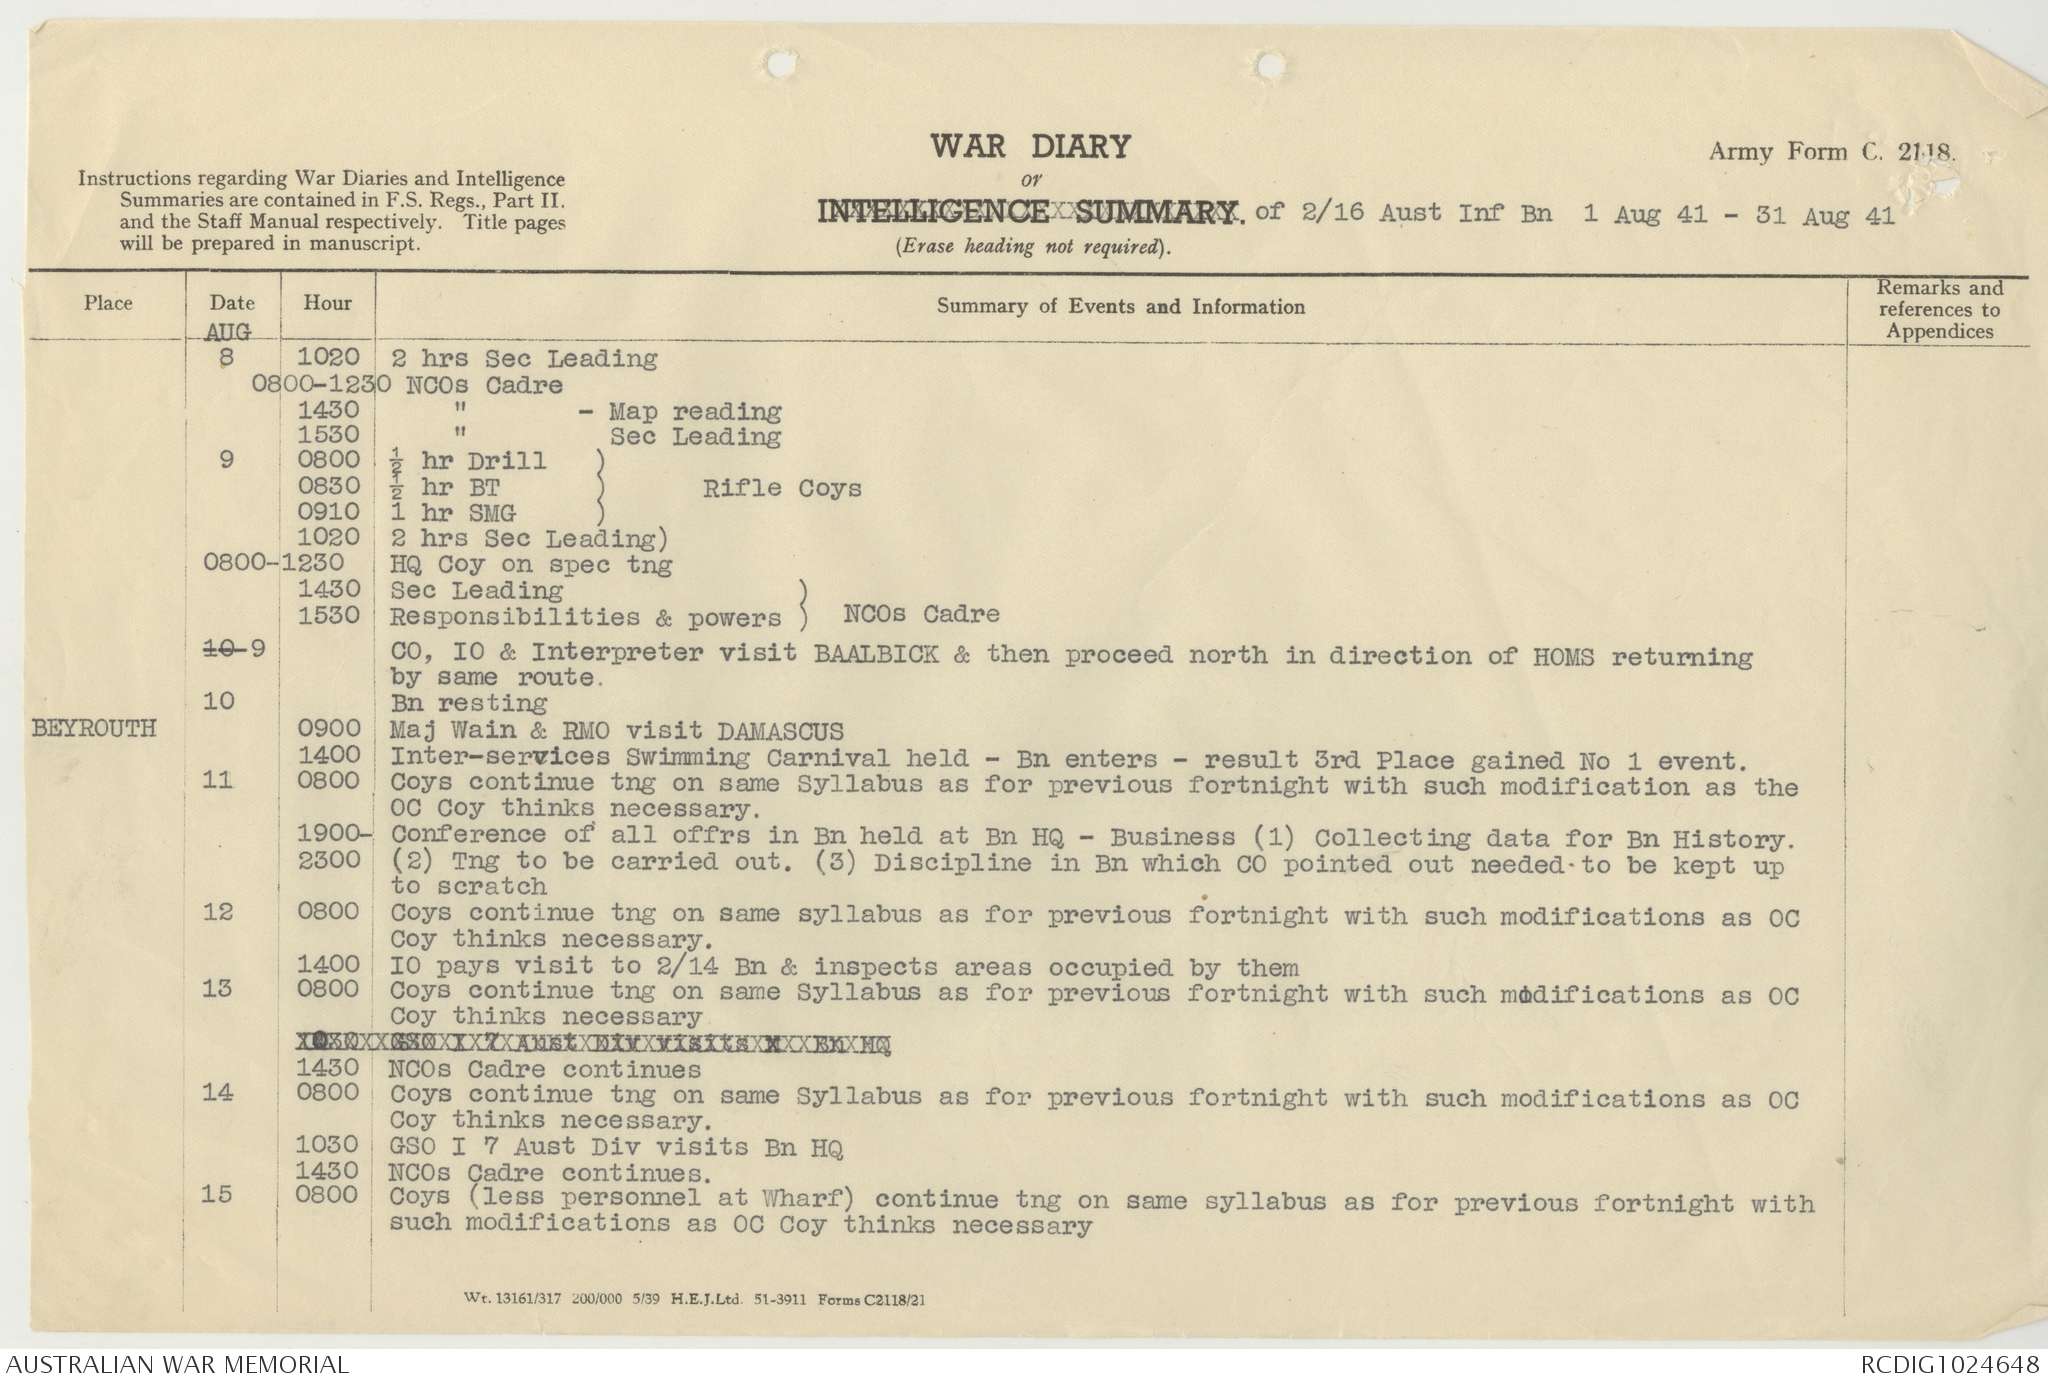 WAR DIARY
or
INTELLIGENCE SUMMARY. of 2/16 Aust Inf Bn 1 Aug 41 - 31 Aug 41
(Erase heading not required).
Army Form C. 2118.
Instructions regarding War Diaries and Intelligence
Summaries are contained in F.S. Regs., Part II.
and the Staff Manual respectively. Title pages
will be prepared in manuscript.
Place Date Hour Summary of Events and Information Remarks and references to Appendices
AUG
8 1020 2 hrs Sec Leading
0800-1230 NCOs Cadre
1430 " - Map reading
1530 " Sec Leading
9 0800 ½ hr Drill )
0830 ½ hr BT ) Rifle Coys
0910 1 hr SMG )
1020 2 hrs Sec Leading)
0800-1230 HQ Coy on spec tng
1430 Sec Leading )
1530 Responsibilities & powers ) NCOs Cadre
10 9 CO, IO & Interpreter visit BAALBICK & then proceed north in direction of HOMS returning
by same route.
10 Bn resting
BEYROUTH 0900 Maj Wain & RMO visit DAMASCUS
1400 Inter-services Swimming Carnival held - Bn enters - result 3rd Place gained No 1 event.
11 0800 Coys continue tng on same Syllabus as for previous fortnight with such modification as the
OC Coy thinks necessary.
1900- Conference of all offrs in Bn held at Bn HQ - Business (1) Collecting data for Bn History.
2300 (2) Tng to be carried out. (3) Discipline in Bn which CO pointed out needed to be kept up
to scratch
12 0800 Coys continue tng on same syllabus as for previous fortnight with such modifications as OC
Coy thinks necessary.
1400 IO pays visit to 2/14 Bn & inspects areas occupied by them
13 0800 Coys continue tng on same Syllabus as for previous fortnight with such modifications as OC
Coy thinks necessary
1030 GSO I 7 Aust Div visits Bn HQ
1430 NCOs Cadre continues
14 0800 Coys continue tng on same Syllabus as for previous fortnight with such modifications as OC
Coy thinks necessary.
1030 GSO I 7 Aust Div visits Bn HQ
1430 NCOs Cadre continues.
15 0800 Coys (less personnel at Wharf) continue tng on same syllabus as for previous fortnight with
such modifications as OC Coy thinks necessary
Wt. 13161/317 200/000 5/39 H.E.J.Ltd. 51-3911 Forms C2118/21
AUSTRALIAN WAR MEMORIAL RCDIG1024648